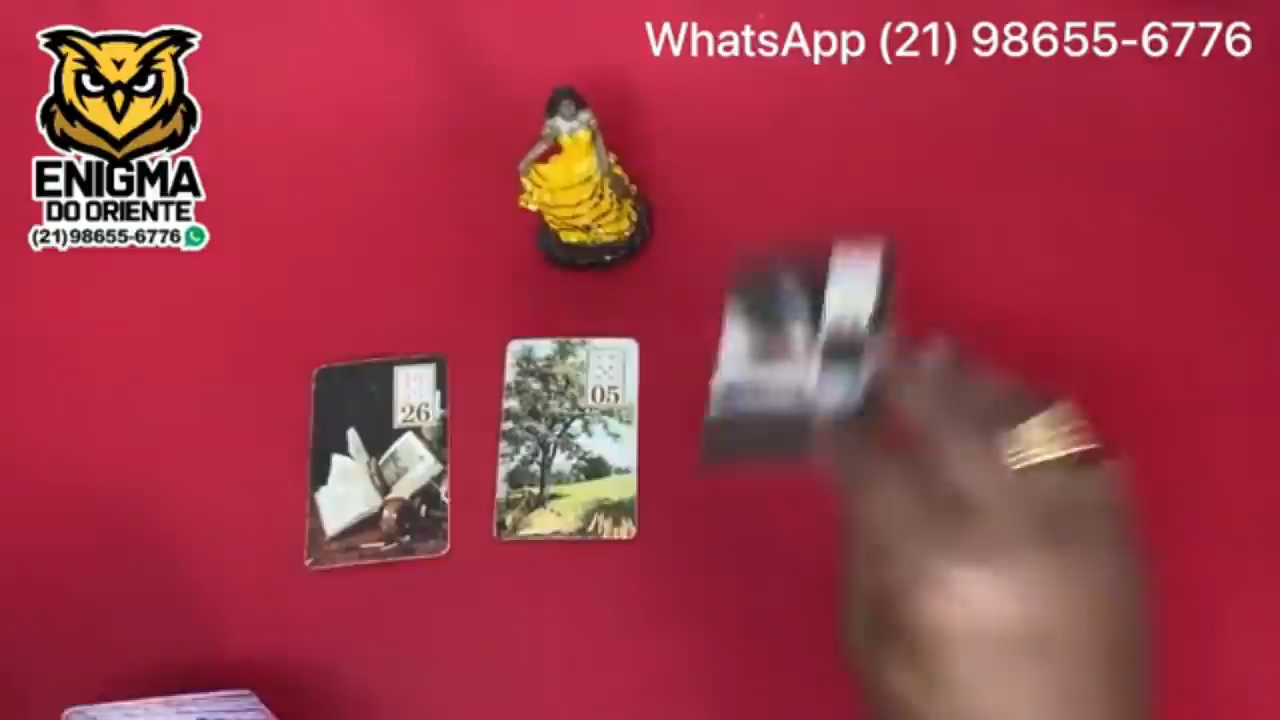 WhatsApp (21) 98655-6776
ENIGMA
DO ORIENTE
(21) 98655-6776
26
05